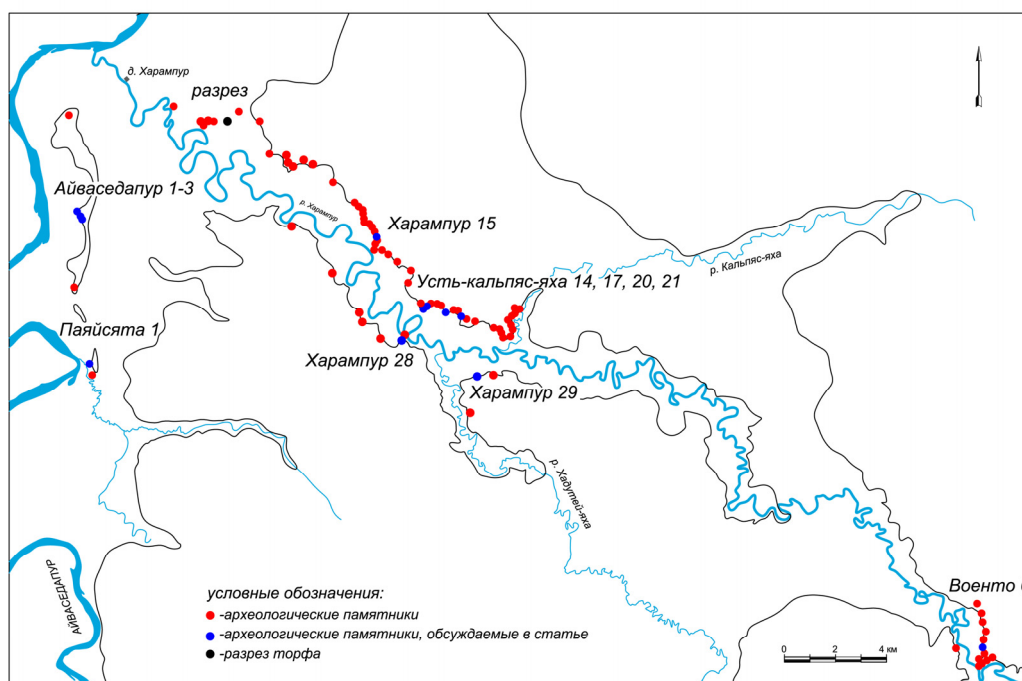 д. Харампур
разрез
Айваседапур 1-3
р. Харампур
Харампур 15
р. Кальпяс-яха
Усть-кальпяс-яха 14, 17, 20, 21
Паяйсята 1
Харампур 28
Харампур 29
р. Хадутей-яха
АЙВАСЕДАПУР
Военто
условные обозначения:
-археологические памятники
-археологические памятники, обсуждаемые в статье
-разрез торфа
0 2 4 км